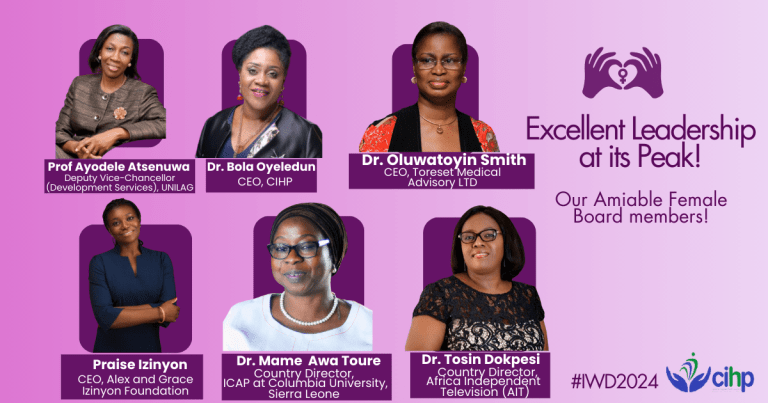 Excellent Leadership
at its Peak!
Our Amiable Female
Board members!
Prof Ayodele Atsenuwa
Deputy Vice-Chancellor
(Development Services), UNILAG
Dr. Bola Oyeledun
CEO, CIHP
Dr. Oluwatoyin Smith
CEO, Toreset Medical
Advisory LTD
Praise Izinyon
CEO, Alex and Grace
Izinyon Foundation
Dr. Mame Awa Toure
Country Director,
ICAP at Columbia University,
Sierra Leone
Dr. Tosin Dokpesi
Country Director,
Africa Independent
Television (AIT)
#IWD2024
cihp